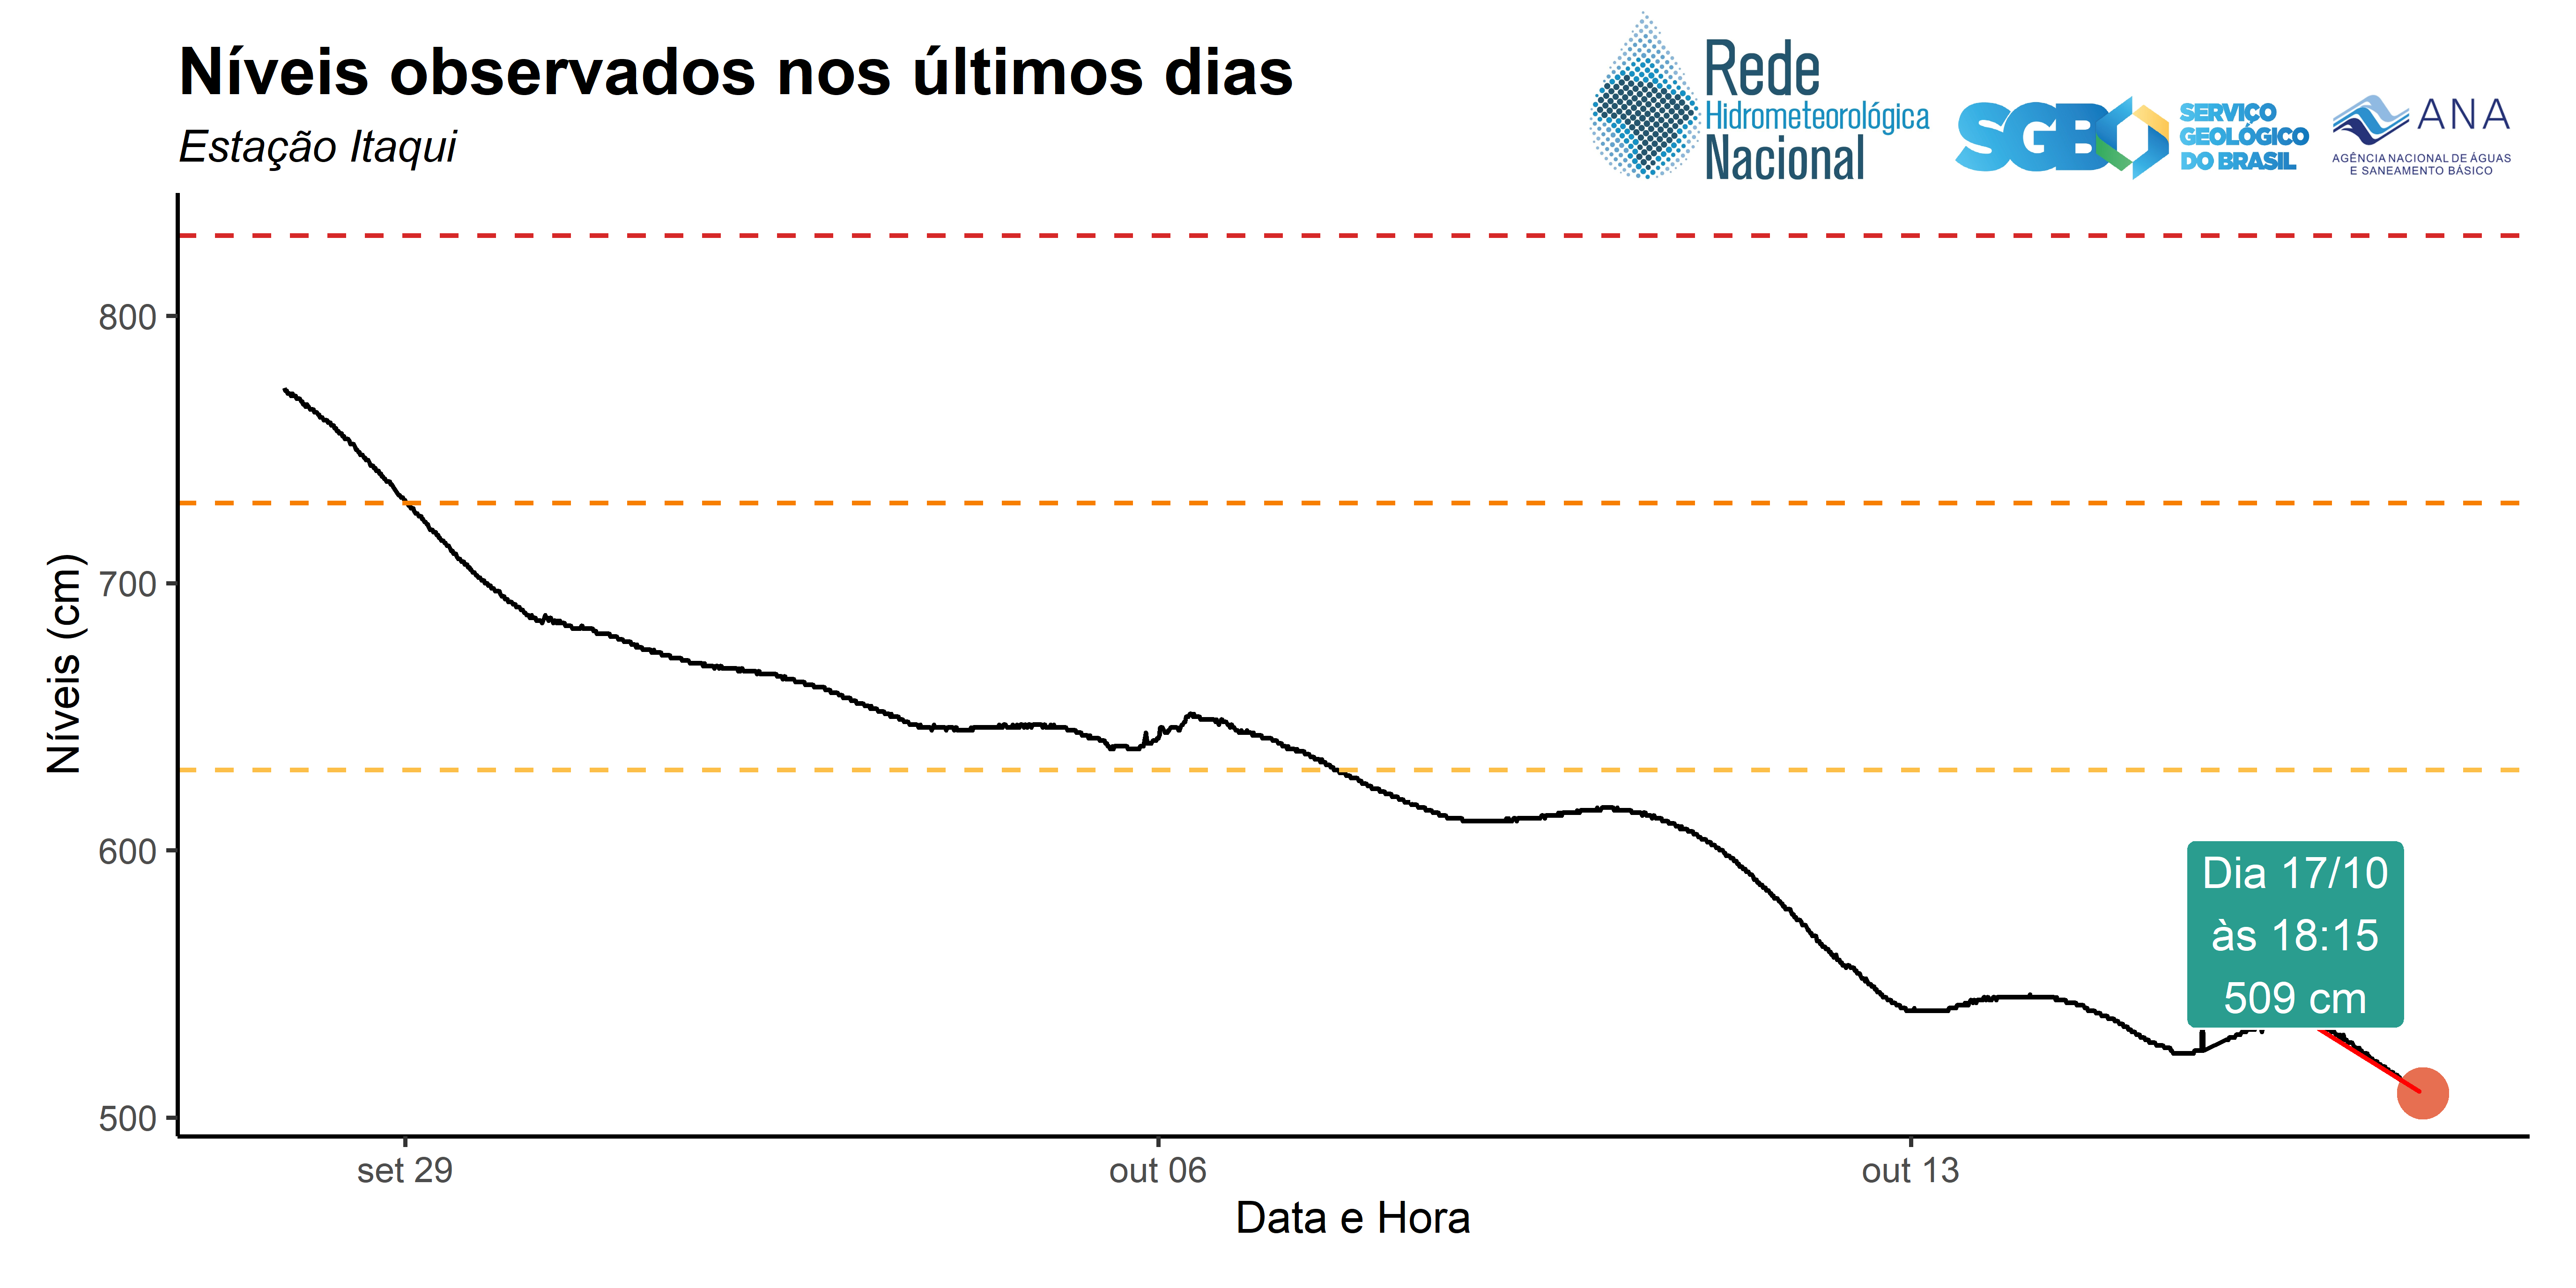 Níveis observados nos últimos dias
Estação Itaqui
Rede
Hidrometeorológica
Nacional
SGB
SERVIÇO
GEOLÓGICO
DO BRASIL
ANA
AGÊNCIA NACIONAL DE ÁGUAS
E SANEAMENTO BÁSICO
Níveis (cm)
800
700
600
500
Dia 17/10
às 18:15
509 cm
set 29
out 06
out 13
Data e Hora